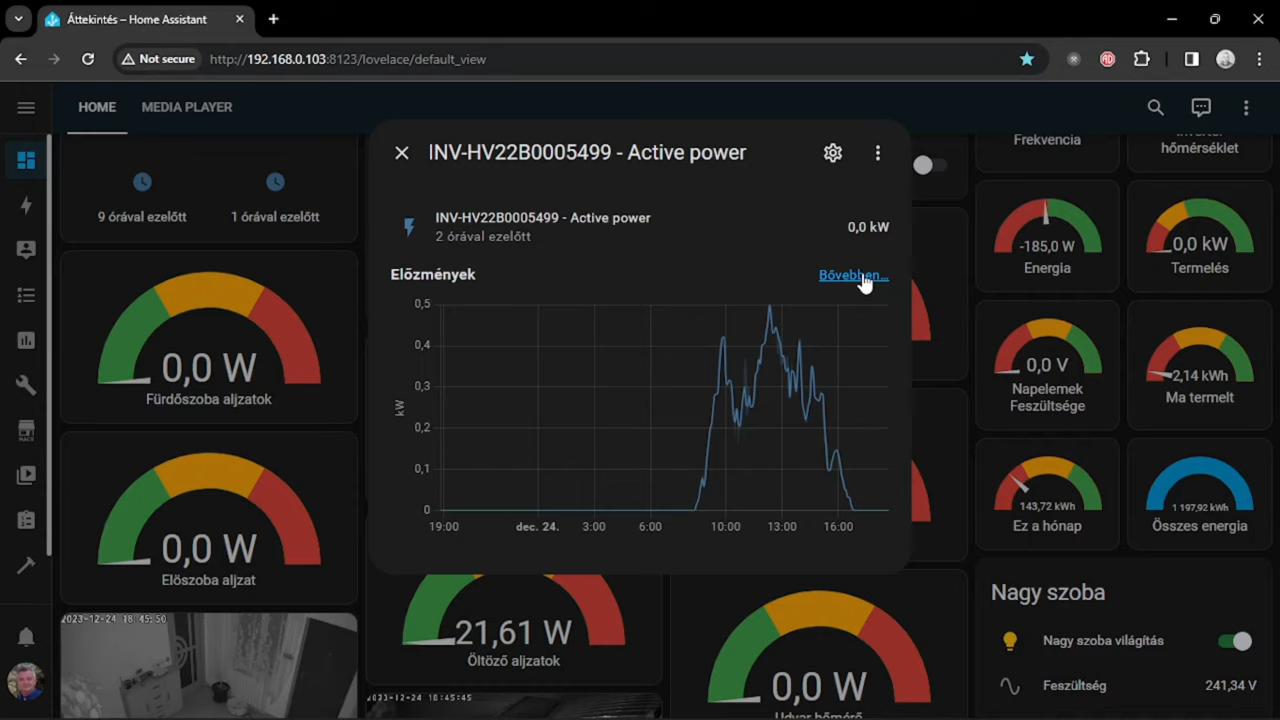 Áttekintés – Home Assistant
Not secure
http://192.168.0.103:8123/lovelace/default_view
HOME
MEDIA PLAYER
9 órával ezelőtt
1 órával ezelőtt
0,0 W
Fürdőszoba aljzatok
0,0 W
Elöszoba aljzat
2023-12-24 18:45:50
INV-HV22B0005499 - Active power
INV-HV22B0005499 - Active power
2 órával ezelőtt
0,0 kW
Előzmények
Bővebben...
kW
0,5
0,4
0,3
0,2
0,1
0
19:00
dec. 24.
3:00
6:00
10:00
13:00
16:00
21,61 W
Öltöző aljzatok
2023-12-24 18:45:45
0,0 W
Udvar hőmérő
Frekvencia
Inverter
hőmérséklet
-185,0 W
Energia
0,0 kW
Termelés
0,0 V
Napelemek
Feszültsége
2,14 kWh
Ma termelt
143,72 kWh
Ez a hónap
1 197,92 kWh
Összes energia
Nagy szoba
Nagy szoba világítás
Feszültség
241,34 V
HACS